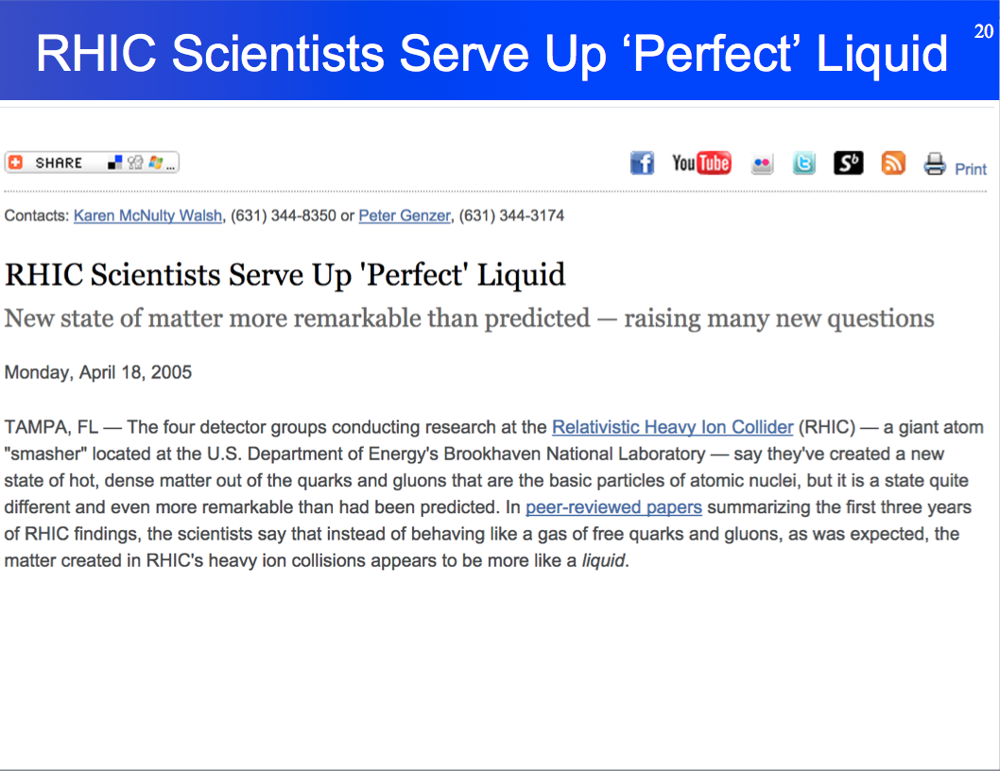 RHIC Scientists Serve Up ‘Perfect’ Liquid
20
SHARE ...
You Tube
Sb
Print
Contacts: Karen McNulty Walsh, (631) 344-8350 or Peter Genzer, (631) 344-3174
RHIC Scientists Serve Up 'Perfect' Liquid
New state of matter more remarkable than predicted — raising many new questions
Monday, April 18, 2005
TAMPA, FL — The four detector groups conducting research at the Relativistic Heavy Ion Collider (RHIC) — a giant atom
"smasher" located at the U.S. Department of Energy's Brookhaven National Laboratory — say they've created a new
state of hot, dense matter out of the quarks and gluons that are the basic particles of atomic nuclei, but it is a state quite
different and even more remarkable than had been predicted. In peer-reviewed papers summarizing the first three years
of RHIC findings, the scientists say that instead of behaving like a gas of free quarks and gluons, as was expected, the
matter created in RHIC's heavy ion collisions appears to be more like a liquid.